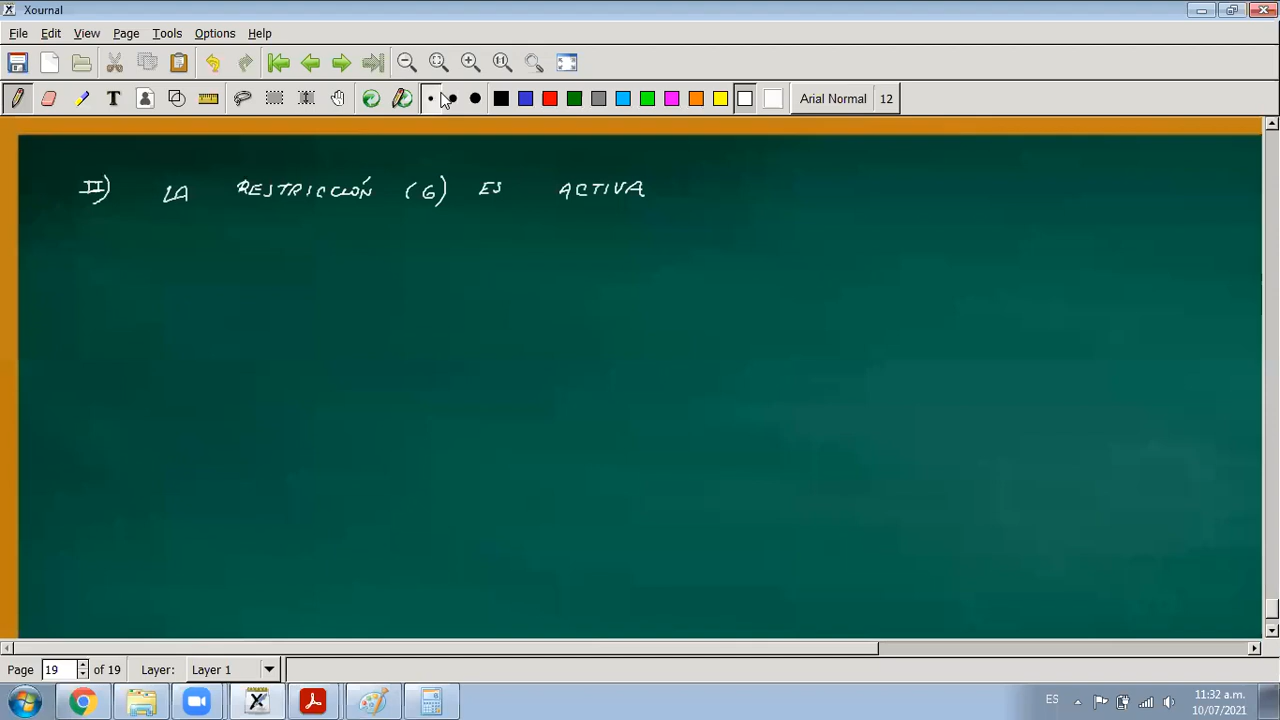 Xournal
File Edit View Page Tools Options Help
Arial Normal 12
II) LA RESTRICCIÓN (6) ES ACTIVA
Page 19 of 19 Layer: Layer 1
ES 11:32 a.m.
10/07/2021